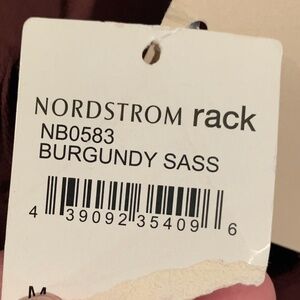 NORDSTROM rack
NB0583
BURGUNDY SASS
4 39092 35409 6
M